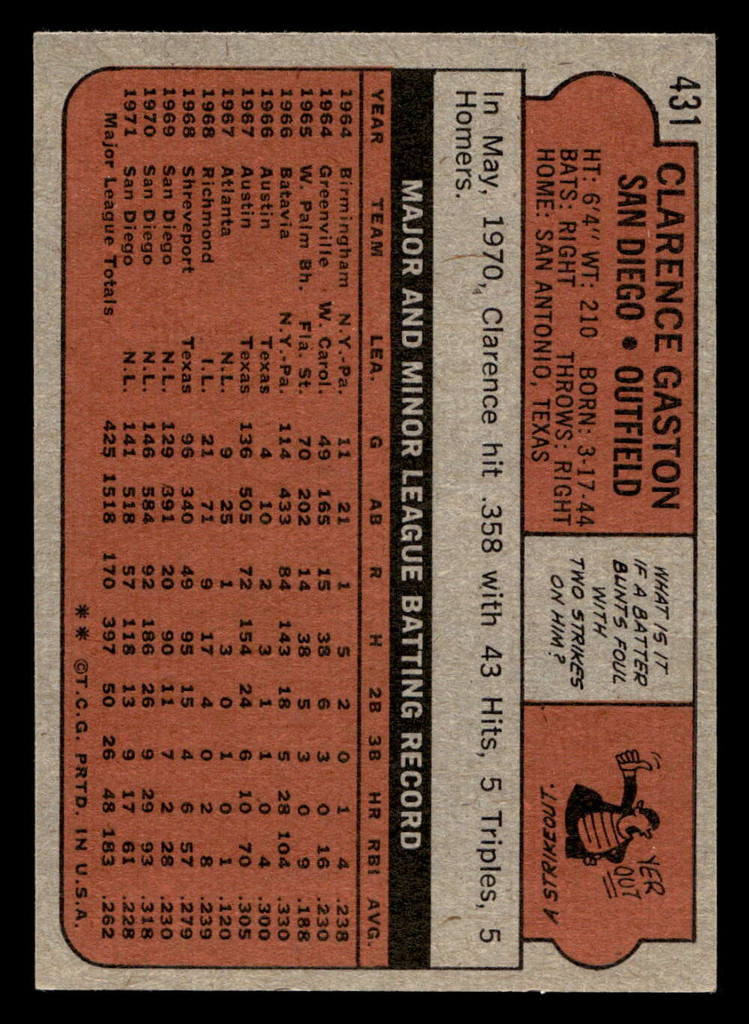 431
CLARENCE GASTON
SAN DIEGO • OUTFIELD
HT: 6'4" WT: 210 BORN: 3-17-44
BATS: RIGHT THROWS: RIGHT
HOME: SAN ANTONIO, TEXAS
WHAT IS IT
IF A BATTER
BUNTS FOUL
WITH
TWO STRIKES
ON HIM?
YER
OUT
A STRIKEOUT.
In May, 1970, Clarence hit .358 with 43 Hits, 5 Triples, 5
Homers.
MAJOR AND MINOR LEAGUE BATTING RECORD
YEAR TEAM LEA. G AB R H 2B 3B HR RBI AVG.
1964 Birmingham N.Y.-Pa. 11 21 1 5 2 0 1 4 .238
1964 Greenville W. Carol. 49 165 15 38 6 3 0 16 .230
1965 W. Palm Bh. Fla. St. 70 202 14 38 5 3 0 9 .188
1966 Batavia N.Y.-Pa. 114 433 84 143 18 5 28 104 .330
1966 Austin Texas 4 10 2 3 1 1 0 4 .300
1967 Austin Texas 136 505 72 154 24 6 10 70 .305
1967 Atlanta N.L. 9 25 1 3 0 1 0 1 .120
1968 Richmond I.L. 21 71 9 17 4 0 2 8 .239
1968 Shreveport Texas 96 340 49 95 15 4 6 57 .279
1969 San Diego N.L. 129 391 20 90 11 7 2 28 .230
1970 San Diego N.L. 146 584 92 186 26 9 29 93 .318
1971 San Diego N.L. 141 518 57 118 13 9 17 61 .228
Major League Totals 425 1518 170 397 50 26 48 183 .262
** ©T.C.G. PRTD. IN U.S.A.